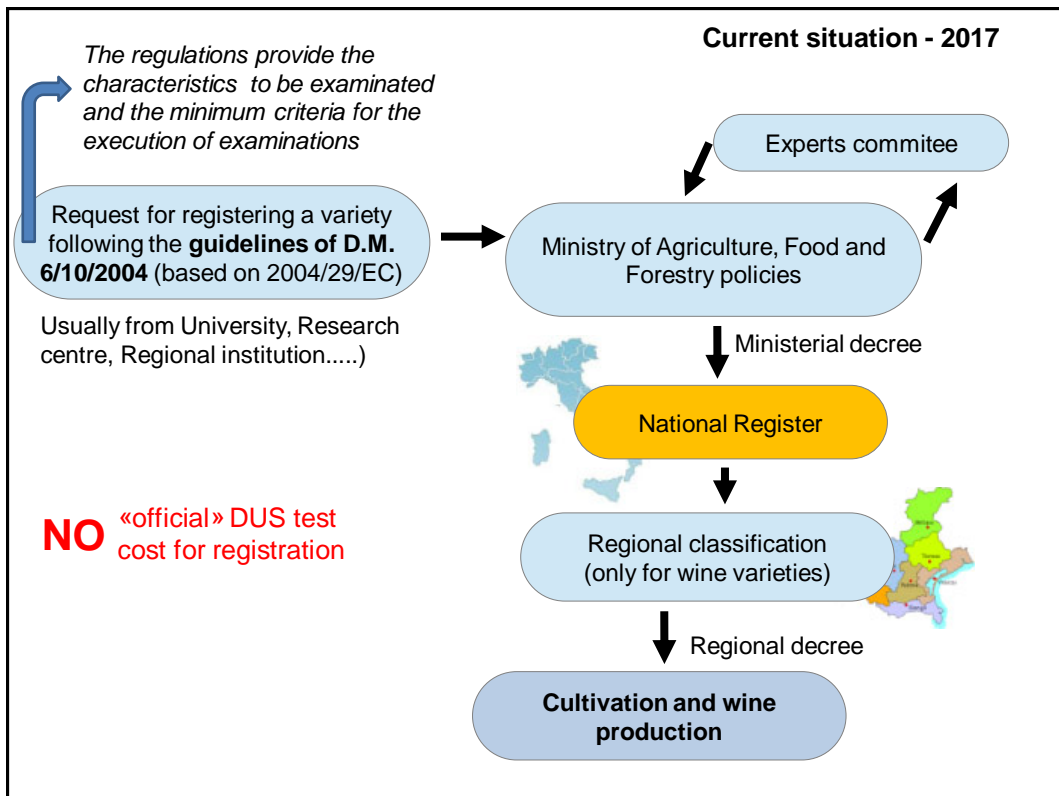 Current situation - 2017
The regulations provide the
characteristics to be examinated
and the minimum criteria for the
execution of examinations
Experts commitee
Request for registering a variety
following the guidelines of D.M.
6/10/2004 (based on 2004/29/EC)
Ministry of Agriculture, Food and
Forestry policies
Usually from University, Research
centre, Regional institution.....)
Ministerial decree
National Register
NO «official» DUS test
cost for registration
Regional classification
(only for wine varieties)
Regional decree
Cultivation and wine
production